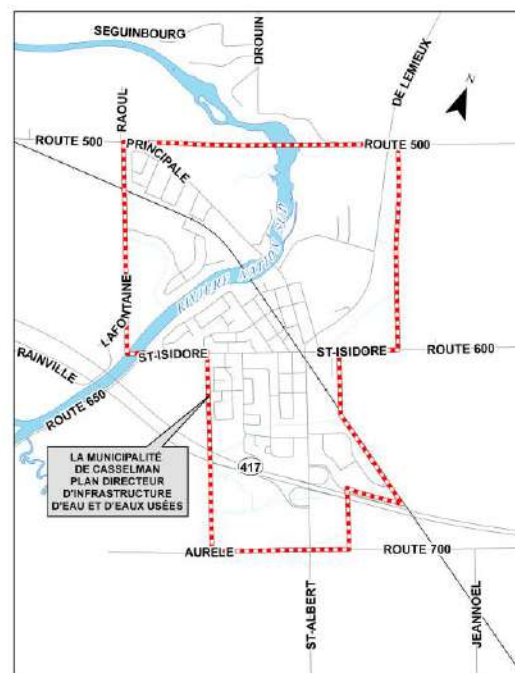 SEGUINBOURG
DROUIN
DE LEMIEUX
N
RAOUL
ROUTE 500
PRINCIPALE
ROUTE 500
RIVIÈRE NATION SUD
LAFONTAINE
ST-ISIDORE
ST-ISIDORE
ROUTE 600
RAINVILLE
ROUTE 650
LA MUNICIPALITÉ
DE CASSELMAN
PLAN DIRECTEUR
D'INFRASTRUCTURE
D'EAU ET D'EAUX USÉES
417
AURELE
ROUTE 700
ST-ALBERT
JEANNOEL